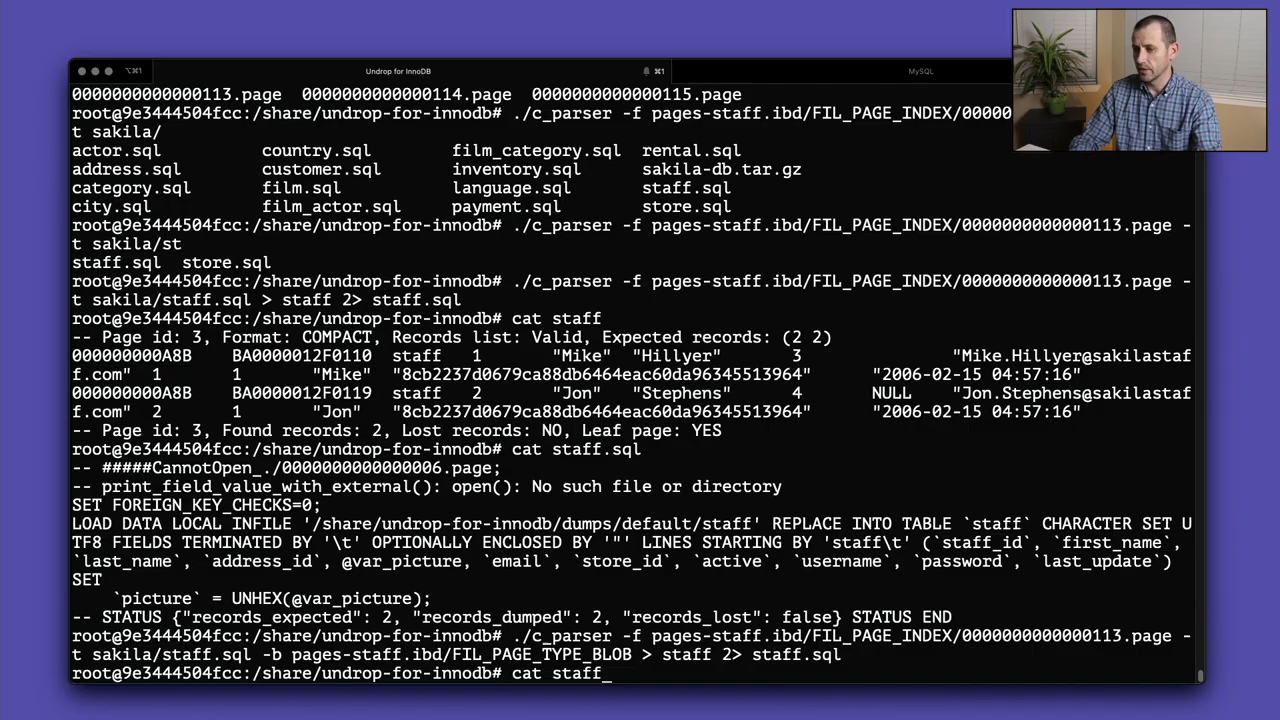 ⌥⌘1
Undrop for InnoDB
⌘1
MySQL
0000000000000113.page  0000000000000114.page  0000000000000115.page
root@9e3444504fcc:/share/undrop-for-innodb# ./c_parser -f pages-staff.ibd/FIL_PAGE_INDEX/00000
t sakila/
actor.sql country.sql film_category.sql rental.sql
address.sql customer.sql inventory.sql sakila-db.tar.gz
category.sql film.sql language.sql staff.sql
city.sql film_actor.sql payment.sql store.sql
root@9e3444504fcc:/share/undrop-for-innodb# ./c_parser -f pages-staff.ibd/FIL_PAGE_INDEX/0000000000000113.page -
t sakila/st
staff.sql  store.sql
root@9e3444504fcc:/share/undrop-for-innodb# ./c_parser -f pages-staff.ibd/FIL_PAGE_INDEX/0000000000000113.page -
t sakila/staff.sql > staff 2> staff.sql
root@9e3444504fcc:/share/undrop-for-innodb# cat staff
-- Page id: 3, Format: COMPACT, Records list: Valid, Expected records: (2 2)
000000000A8B BA0000012F0110 staff 1 "Mike" "Hillyer" 3 "Mike.Hillyer@sakilastaf
f.com" 1 1 "Mike" "8cb2237d0679ca88db6464eac60da96345513964" "2006-02-15 04:57:16"
000000000A8B BA0000012F0119 staff 2 "Jon" "Stephens" 4 NULL "Jon.Stephens@sakilastaf
f.com" 2 1 "Jon" "8cb2237d0679ca88db6464eac60da96345513964" "2006-02-15 04:57:16"
-- Page id: 3, Found records: 2, Lost records: NO, Leaf page: YES
root@9e3444504fcc:/share/undrop-for-innodb# cat staff.sql
-- #####CannotOpen_./0000000000000006.page;
-- print_field_value_with_external(): open(): No such file or directory
SET FOREIGN_KEY_CHECKS=0;
LOAD DATA LOCAL INFILE '/share/undrop-for-innodb/dumps/default/staff' REPLACE INTO TABLE `staff` CHARACTER SET U
TF8 FIELDS TERMINATED BY '\t' OPTIONALLY ENCLOSED BY '"' LINES STARTING BY 'staff\t' (`staff_id`, `first_name`,
`last_name`, `address_id`, @var_picture, `email`, `store_id`, `active`, `username`, `password`, `last_update`)
SET
`picture` = UNHEX(@var_picture);
-- STATUS {"records_expected": 2, "records_dumped": 2, "records_lost": false} STATUS END
root@9e3444504fcc:/share/undrop-for-innodb# ./c_parser -f pages-staff.ibd/FIL_PAGE_INDEX/0000000000000113.page -
t sakila/staff.sql -b pages-staff.ibd/FIL_PAGE_TYPE_BLOB > staff 2> staff.sql
root@9e3444504fcc:/share/undrop-for-innodb# cat staff_